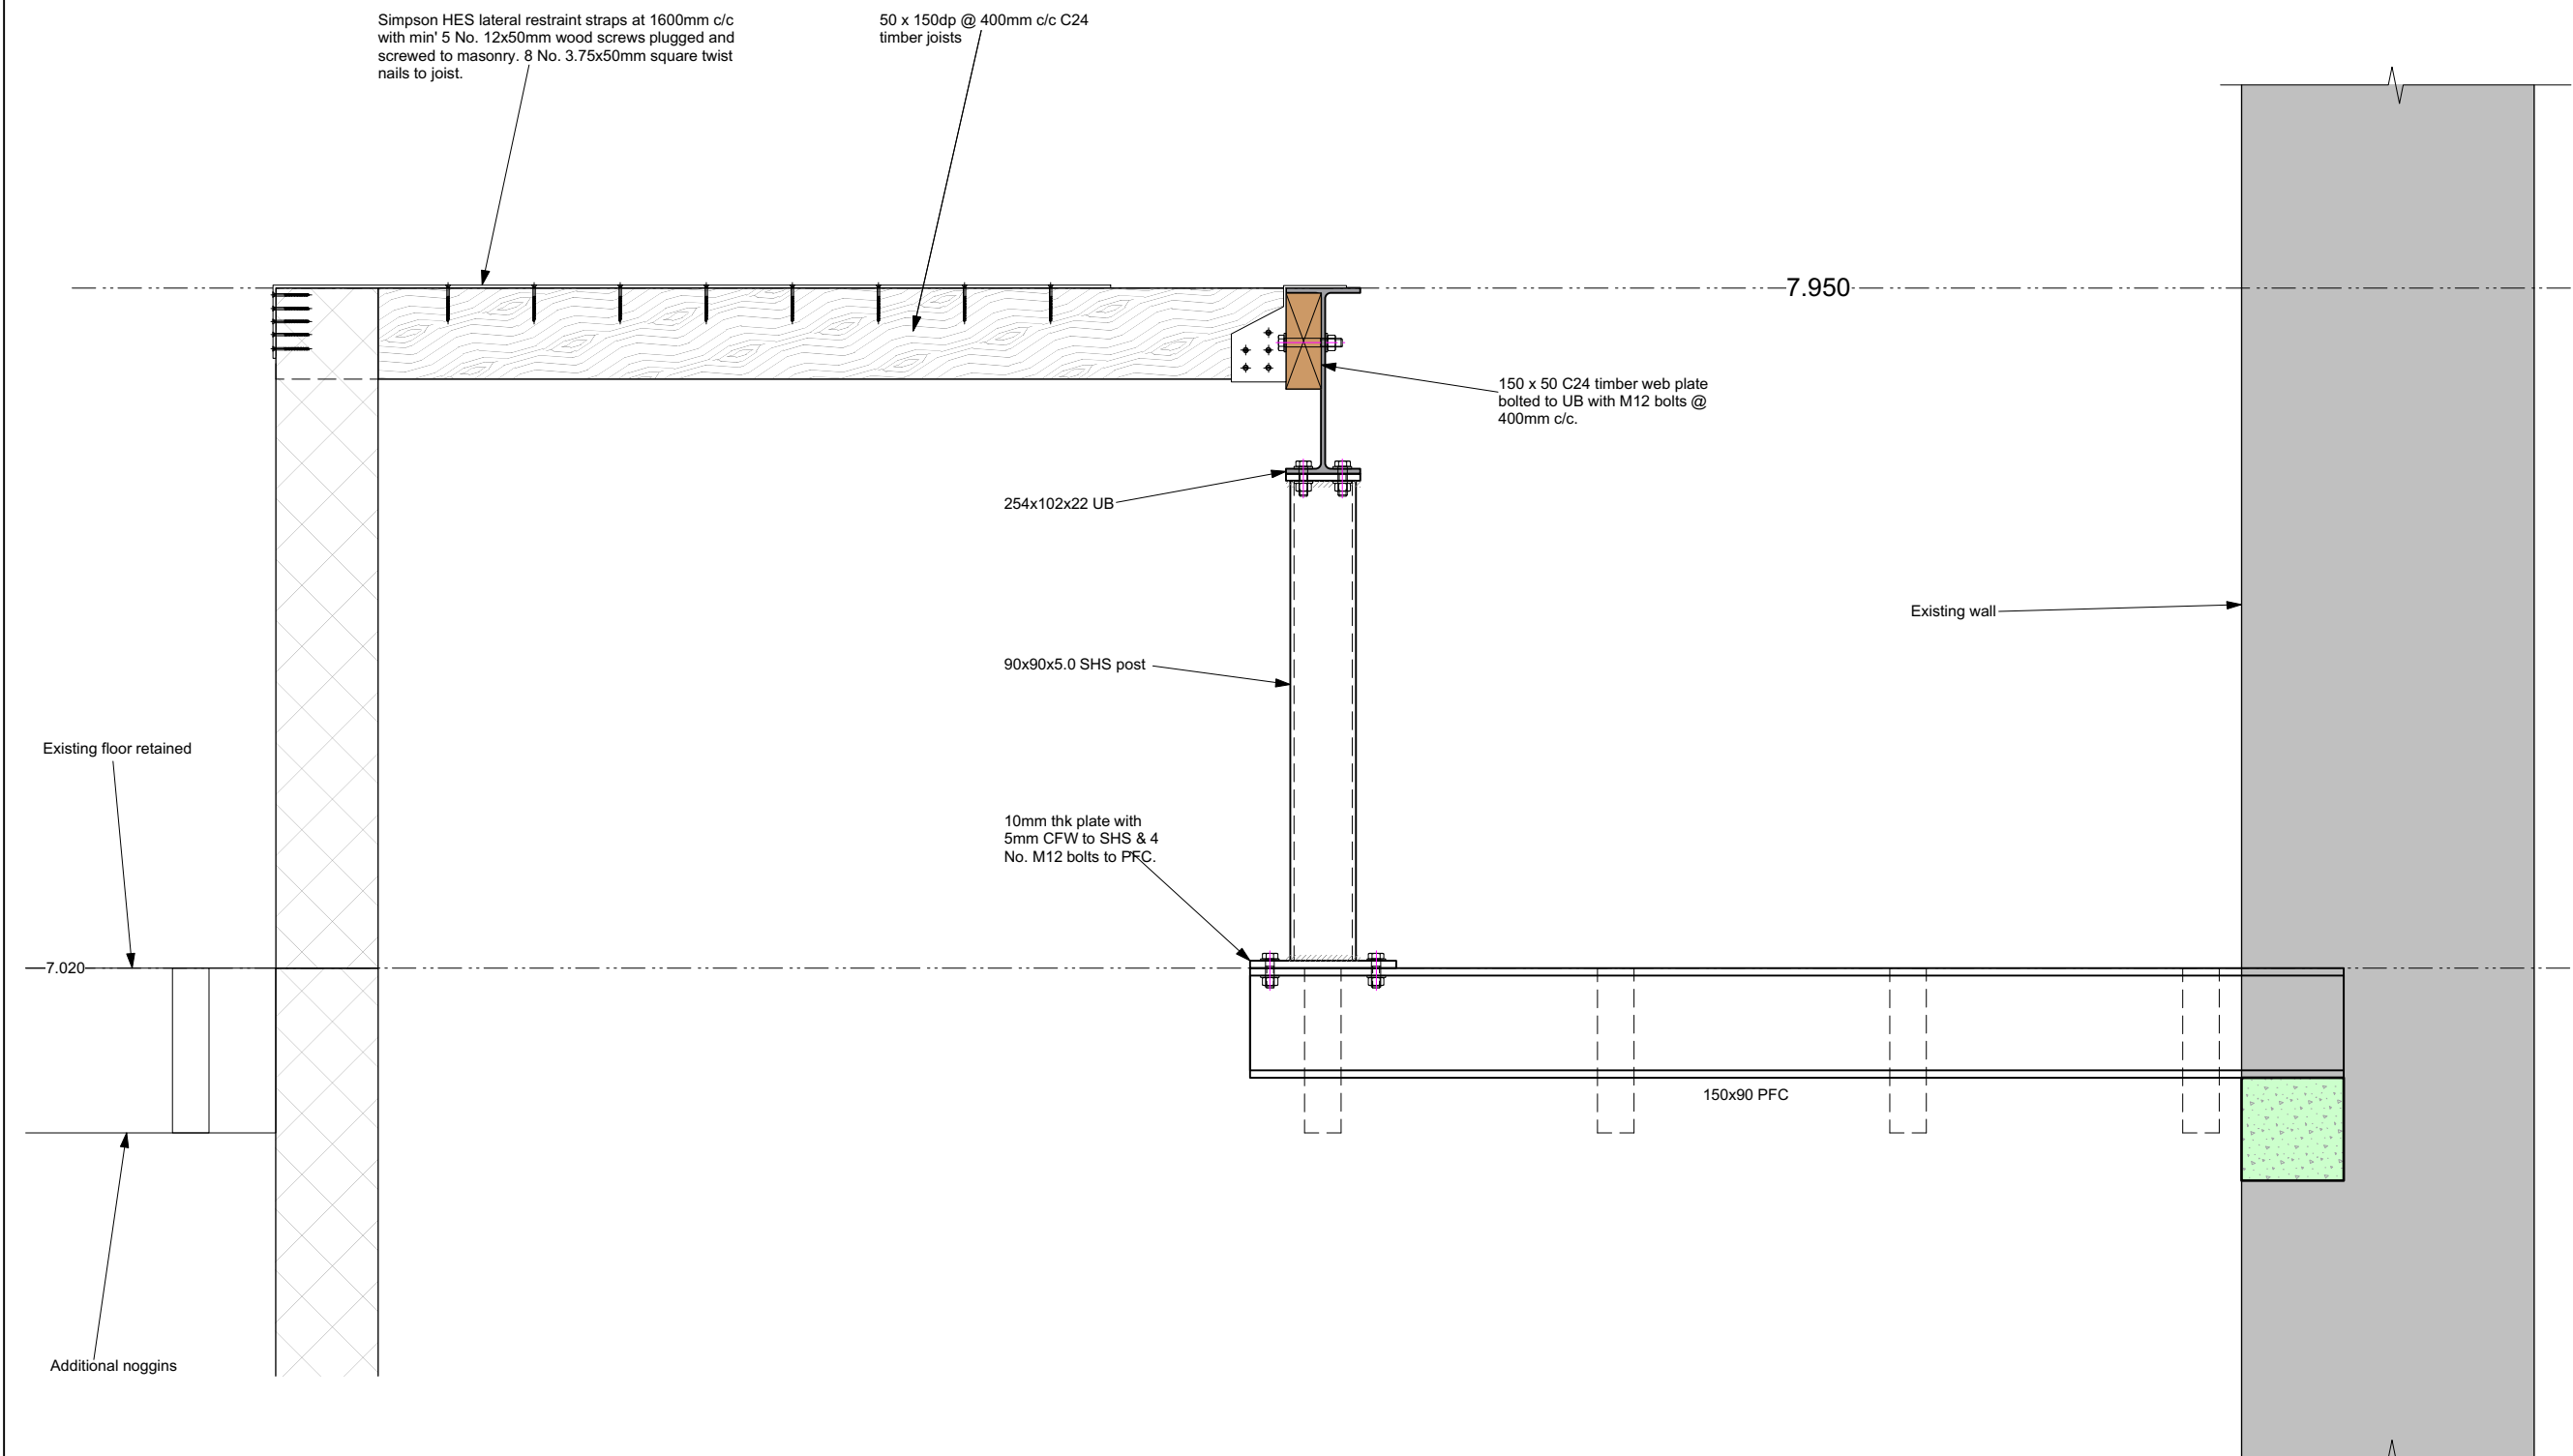 Simpson HES lateral restraint straps at 1600mm c/c
with min' 5 No. 12x50mm wood screws plugged and
screwed to masonry. 8 No. 3.75x50mm square twist
nails to joist.
50 x 150dp @ 400mm c/c C24
timber joists
7.950
150 x 50 C24 timber web plate
bolted to UB with M12 bolts @
400mm c/c.
254x102x22 UB
Existing wall
90x90x5.0 SHS post
Existing floor retained
10mm thk plate with
5mm CFW to SHS & 4
No. M12 bolts to PFC.
7.020
150x90 PFC
Additional noggins